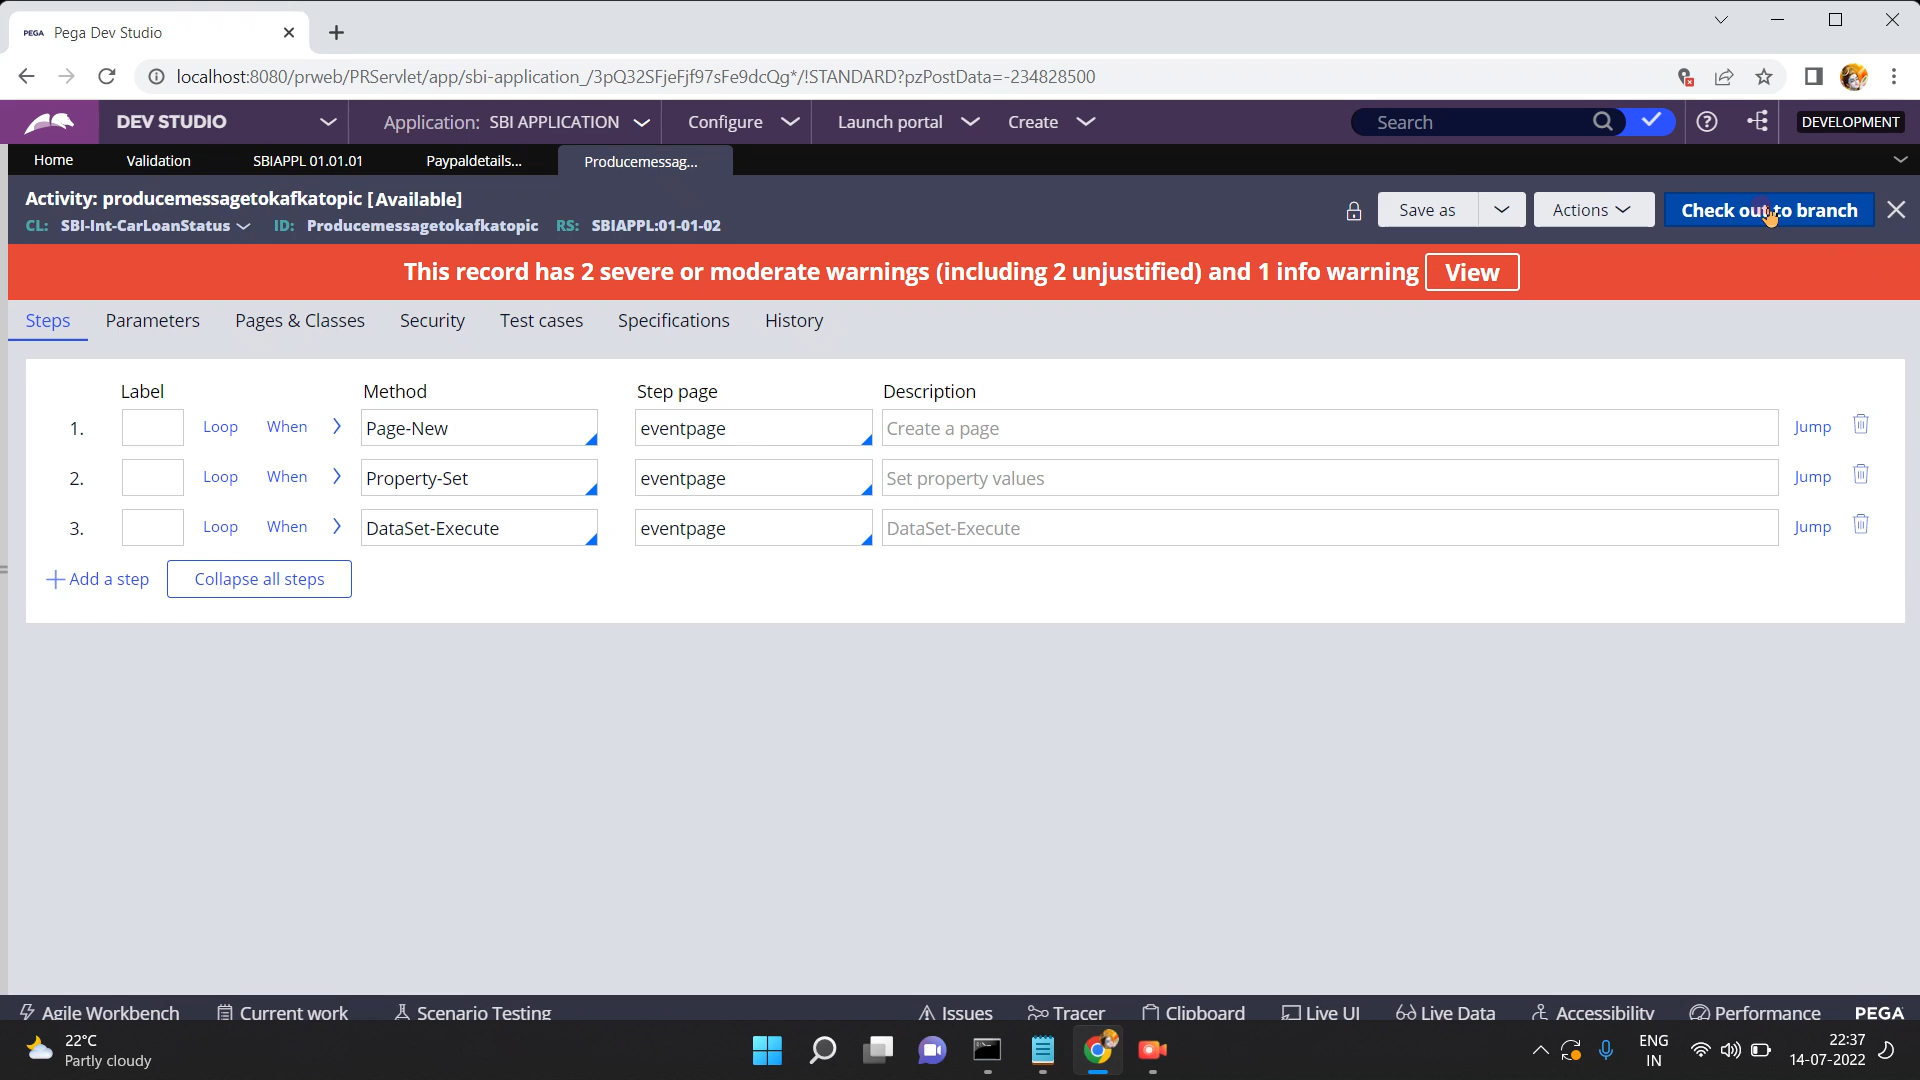 PEGA Pega Dev Studio
localhost:8080/prweb/PRServlet/app/sbi-application_/3pQ32SFjeFjf97sFe9dcQg*/!STANDARD?pzPostData=-234828500
DEV STUDIO Application: SBI APPLICATION Configure Launch portal Create Search DEVELOPMENT
Home Validation SBIAPPL 01.01.01 Paypaldetails... Producemessag...
Activity: producemessagetokafkatopic [Available]
CL: SBI-Int-CarLoanStatus ID: Producemessagetokafkatopic RS: SBIAPPL:01-01-02
Save as Actions Check out to branch
This record has 2 severe or moderate warnings (including 2 unjustified) and 1 info warning View
Steps Parameters Pages & Classes Security Test cases Specifications History
Label Method Step page Description
1. Loop When Page-New eventpage Create a page Jump
2. Loop When Property-Set eventpage Set property values Jump
3. Loop When DataSet-Execute eventpage DataSet-Execute Jump
Add a step Collapse all steps
Agile Workbench Current work Scenario Testing Issues Tracer Clipboard Live UI Live Data Accessibility Performance PEGA
22°C
Partly cloudy
ENG
IN
22:37
14-07-2022